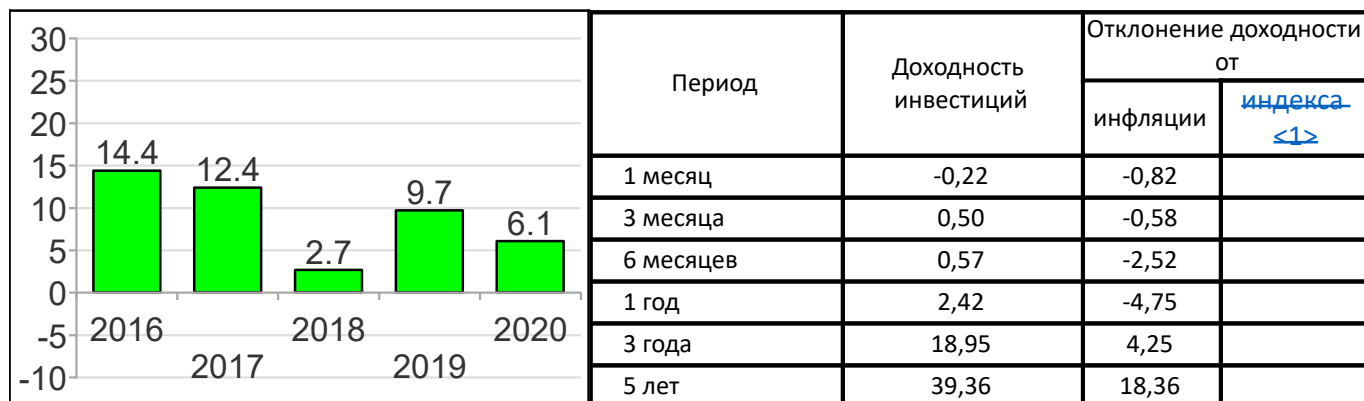 30
25
20
15
10
5
0
-5
-10
14.4
12.4
2.7
9.7
6.1
2016
2017
2018
2019
2020
Период
Доходность
инвестиций
Отклонение доходности
от
инфляции
индекса
<1>
1 месяц -0,22 -0,82
3 месяца 0,50 -0,58
6 месяцев 0,57 -2,52
1 год 2,42 -4,75
3 года 18,95 4,25
5 лет 39,36 18,36